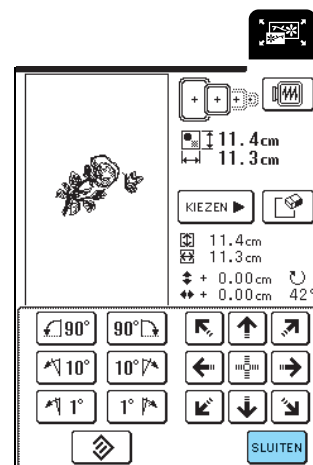 11.4cm
11.3cm
KIEZEN
11.4cm
11.3cm
+ 0.00cm
+ 0.00cm 42°
90° 90°
10° 10°
1° 1°
SLUITEN